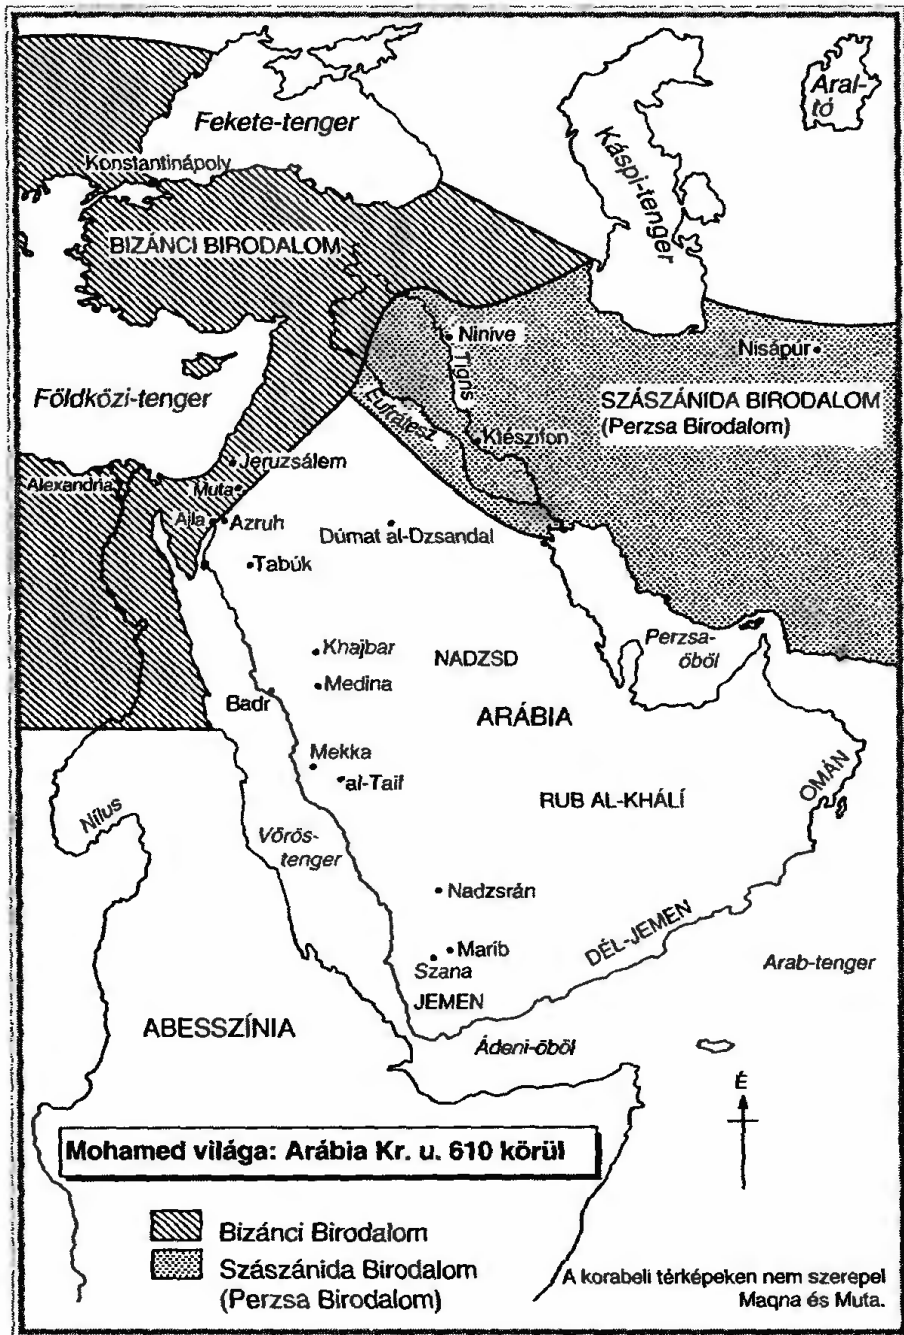 Aral-
tó
Fekete-tenger
Káspi-tenger
Konstantinápoly
BIZÁNCI BIRODALOM
Ninive
Nisápur
Tigris
Földközi-tenger
SZÁSZÁNIDA BIRODALOM
(Perzsa Birodalom)
Eufrátesz
Ktészifon
Jeruzsálem
Alexandria
Muta
Ajla
Azruh
Dúmat al-Dzsandal
Tabúk
Perzsa-
öböl
Khajbar
NADZSD
Medina
Badr
ARÁBIA
Mekka
al-Taif
OMÁN
RUB AL-KHÁLÍ
Nílus
Vörös-
tenger
Nadzsrán
DÉL-JEMEN
Marib
Szana
Arab-tenger
JEMEN
ABESSZÍNIA
Ádeni-öböl
É
Mohamed világa: Arábia Kr. u. 610 körül
Bizánci Birodalom
Szászánida Birodalom
(Perzsa Birodalom)
A korabeli térképeken nem szerepel
Maqna és Muta.